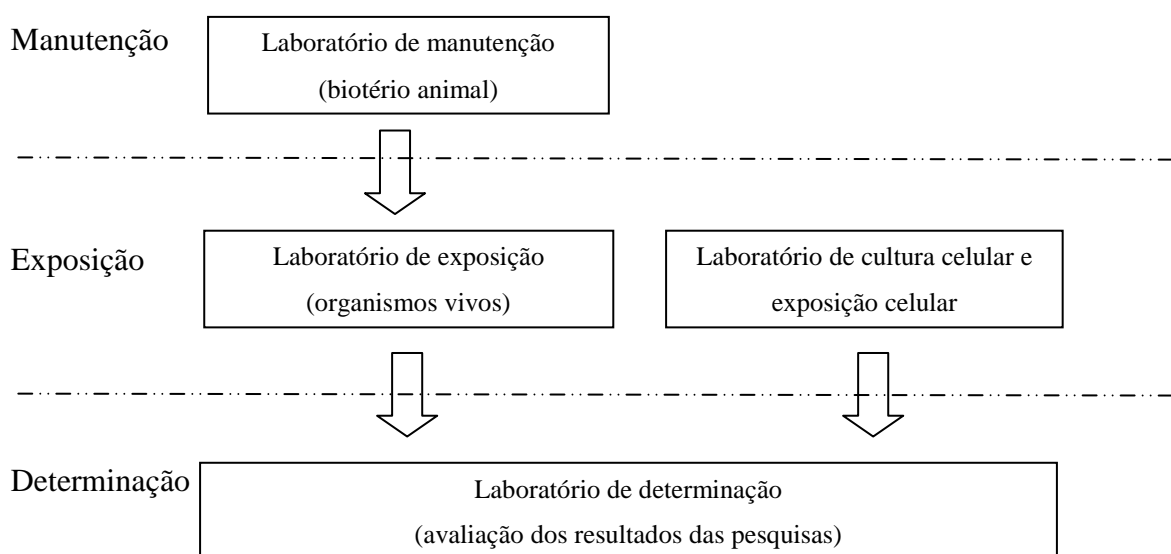 Manutenção
Laboratório de manutenção
(biotério animal)
Exposição
Laboratório de exposição
(organismos vivos)
Laboratório de cultura celular e
exposição celular
Determinação
Laboratório de determinação
(avaliação dos resultados das pesquisas)